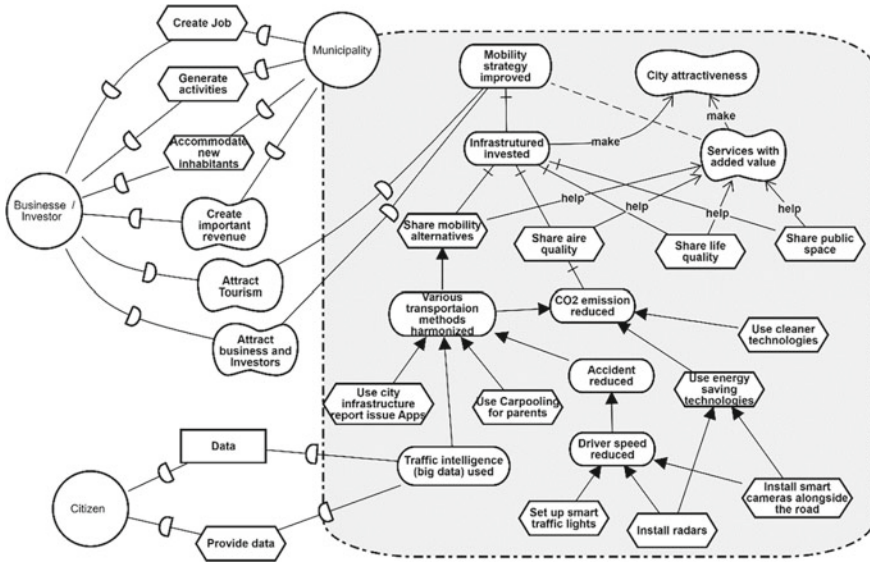 Create Job
Municipality
Mobility
strategy
improved
City attractiveness
Generate
activities
make
Infrastrutured
invested
make
Services with
added value
Accommodate
new
inhabitants
Businesse /
Investor
Create
important
revenue
help
help
help
help
Share mobility
alternatives
Share aire
quality
Share life
quality
Share public
space
Attract
Tourism
Various
transportaion
methods
harmonized
CO2 emission
reduced
Use cleaner
technologies
Attract
business and
Investors
Accident
reduced
Use energy
saving
technologies
Use city
infrastructure
report issue Apps
Use Carpooling
for parents
Data
Traffic intelligence
(big data) used
Driver speed
reduced
Install smart
cameras alongside
the road
Citizen
Set up smart
traffic lights
Install radars
Provide data